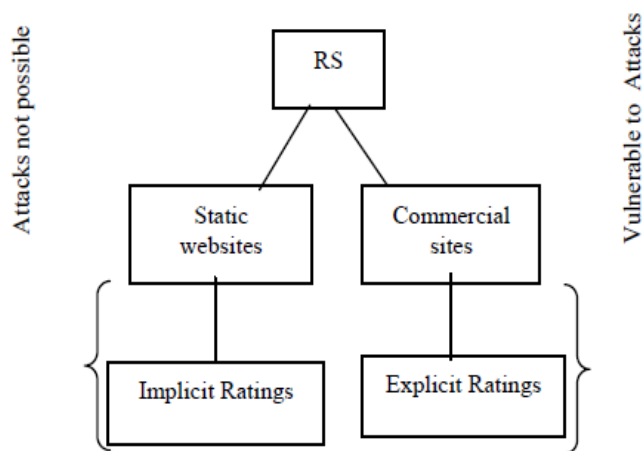 Attacks not possible
RS
Vulnerable to Attacks
Static
websites
Commercial
sites
Implicit Ratings
Explicit Ratings